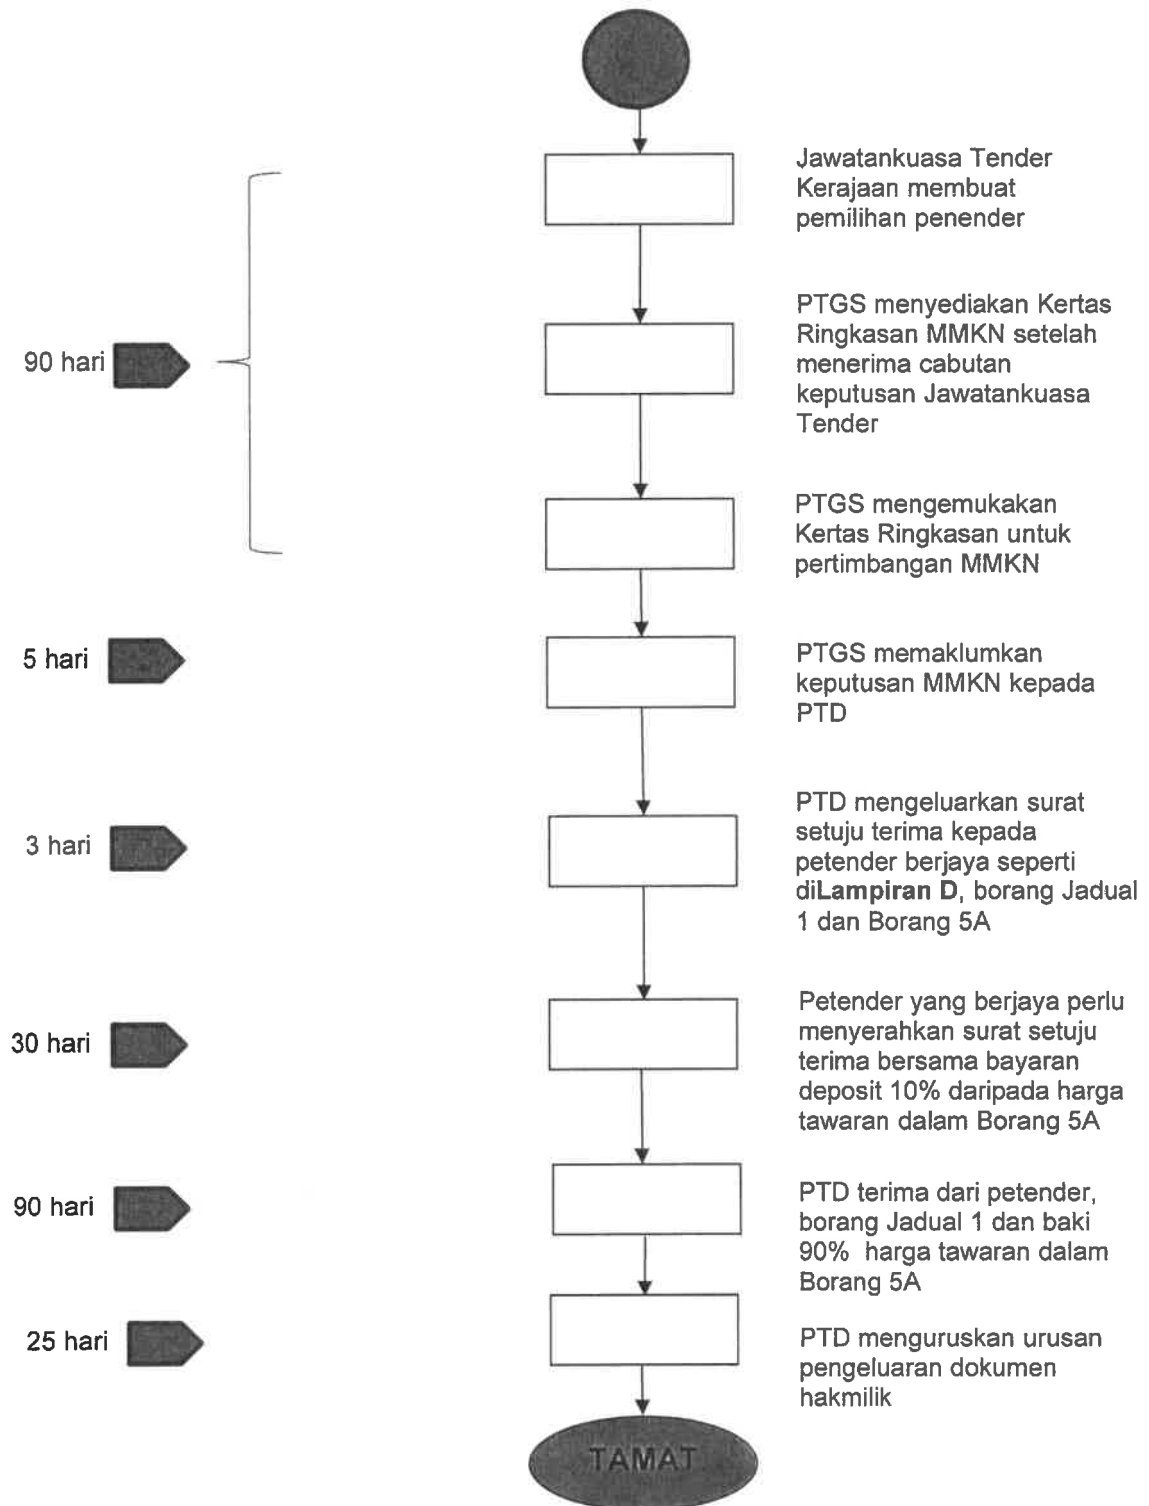 Jawatankuasa Tender
Kerajaan membuat
pemilihan penender
90 hari
PTGS menyediakan Kertas
Ringkasan MMKN setelah
menerima cabutan
keputusan Jawatankuasa
Tender
PTGS mengemukakan
Kertas Ringkasan untuk
pertimbangan MMKN
5 hari
PTGS memaklumkan
keputusan MMKN kepada
PTD
3 hari
PTD mengeluarkan surat
setuju terima kepada
petender berjaya seperti
diLampiran D, borang Jadual
1 dan Borang 5A
30 hari
Petender yang berjaya perlu
menyerahkan surat setuju
terima bersama bayaran
deposit 10% daripada harga
tawaran dalam Borang 5A
90 hari
PTD terima dari petender,
borang Jadual 1 dan baki
90% harga tawaran dalam
Borang 5A
25 hari
PTD menguruskan urusan
pengeluaran dokumen
hakmilik
TAMAT